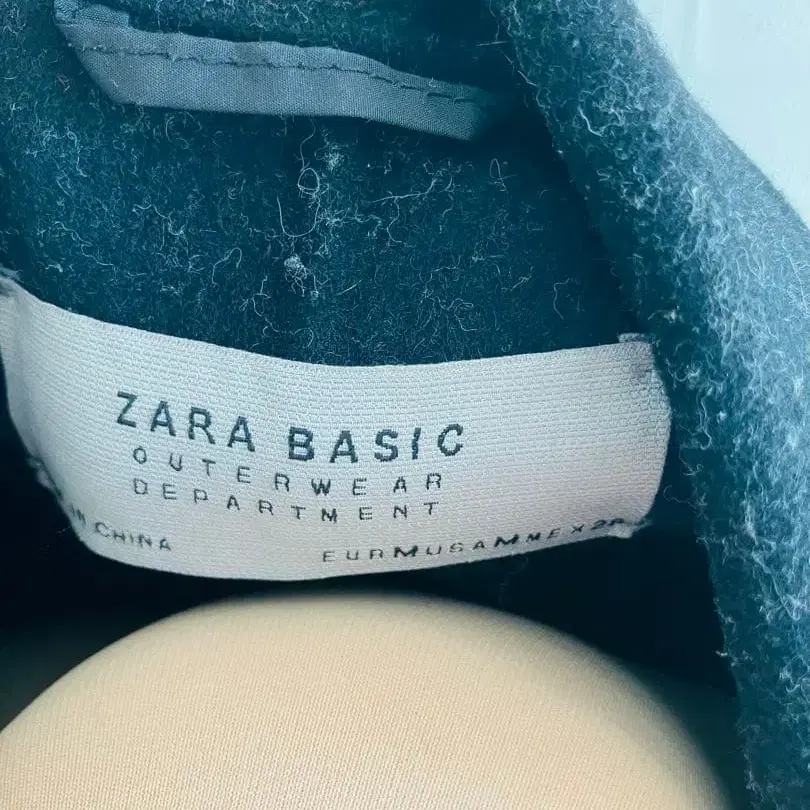 ZARA BASIC
OUTERWEAR
DEPARTMENT
IN CHINA
EUR M USA M MEX 28